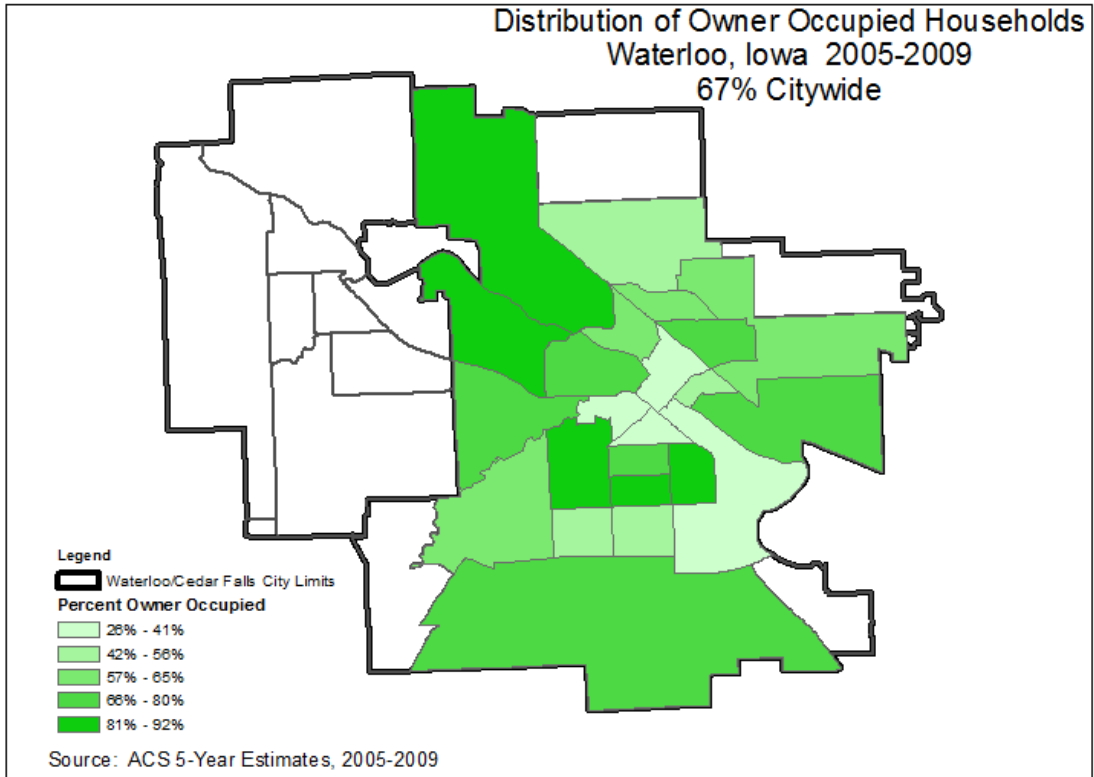 Distribution of Owner Occupied Households
Waterloo, Iowa 2005-2009
67% Citywide
Legend
Waterloo/Cedar Falls City Limits
Percent Owner Occupied
26% - 41%
42% - 56%
57% - 65%
66% - 80%
81% - 92%
Source: ACS 5-Year Estimates, 2005-2009